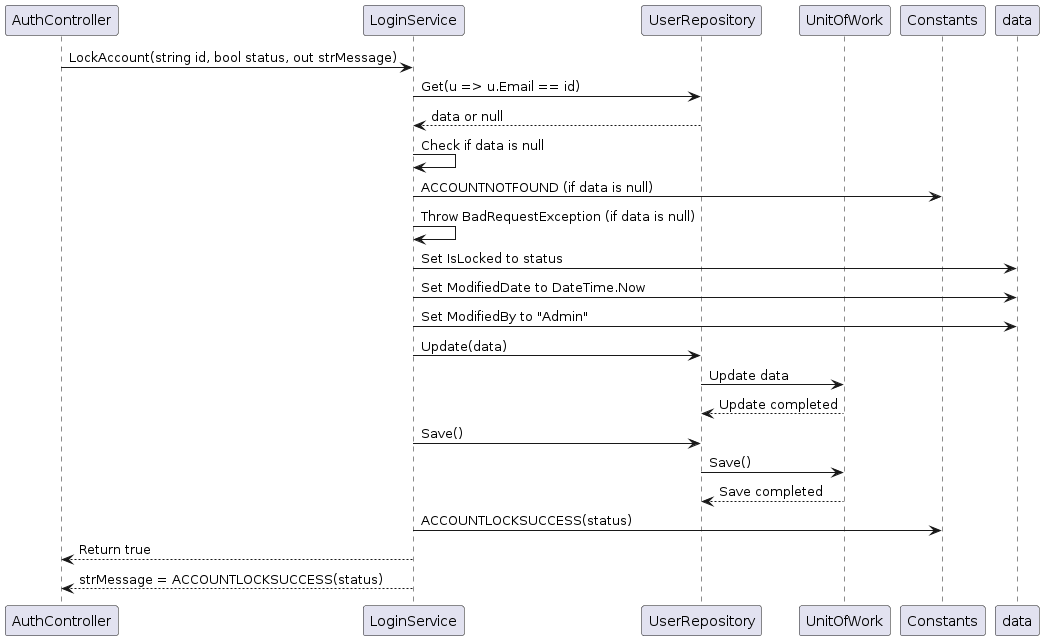 AuthController LoginService UserRepository UnitOfWork Constants data
LockAccount(string id, bool status, out strMessage)
Get(u => u.Email == id)
data or null
Check if data is null
ACCOUNTNOTFOUND (if data is null)
Throw BadRequestException (if data is null)
Set IsLocked to status
Set ModifiedDate to DateTime.Now
Set ModifiedBy to "Admin"
Update(data)
Update data
Update completed
Save()
Save()
Save completed
ACCOUNTLOCKSUCCESS(status)
Return true
strMessage = ACCOUNTLOCKSUCCESS(status)
AuthController LoginService UserRepository UnitOfWork Constants data